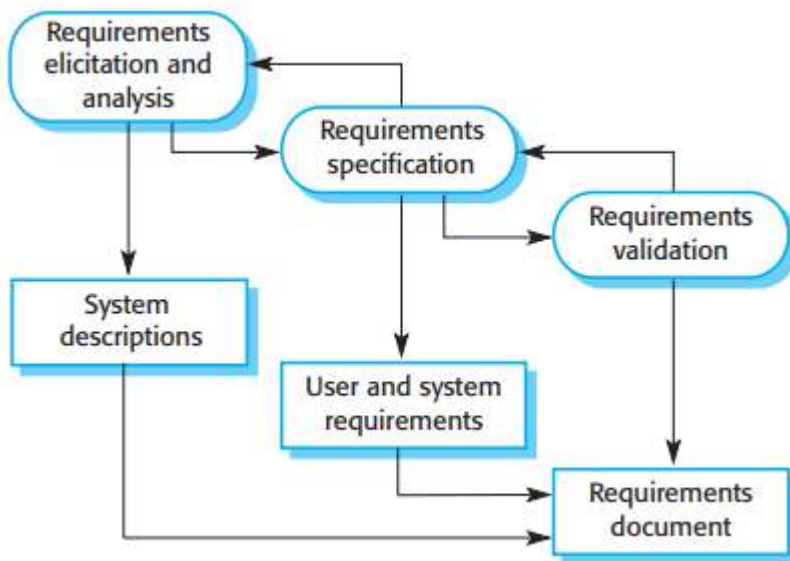 Requirements
elicitation and
analysis
Requirements
specification
Requirements
validation
System
descriptions
User and system
requirements
Requirements
document